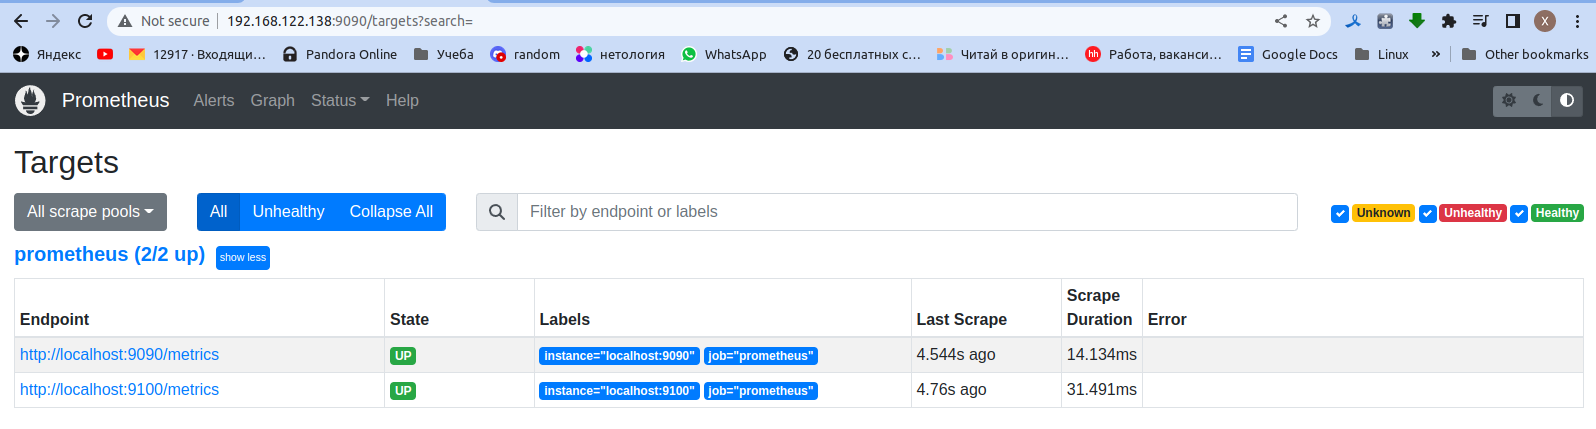 Not secure 192.168.122.138:9090/targets?search= X
Яндекс 12917 · Входящи... Pandora Online Учеба random нетология WhatsApp 20 бесплатных с... Читай в оригин... hh Работа, ваканси... Google Docs Linux » Other bookmarks
Prometheus Alerts Graph Status Help
Targets
All scrape pools All Unhealthy Collapse All Filter by endpoint or labels Unknown Unhealthy Healthy
prometheus (2/2 up) show less
Endpoint State Labels Last Scrape Scrape Duration Error
http://localhost:9090/metrics UP instance="localhost:9090" job="prometheus" 4.544s ago 14.134ms
http://localhost:9100/metrics UP instance="localhost:9100" job="prometheus" 4.76s ago 31.491ms